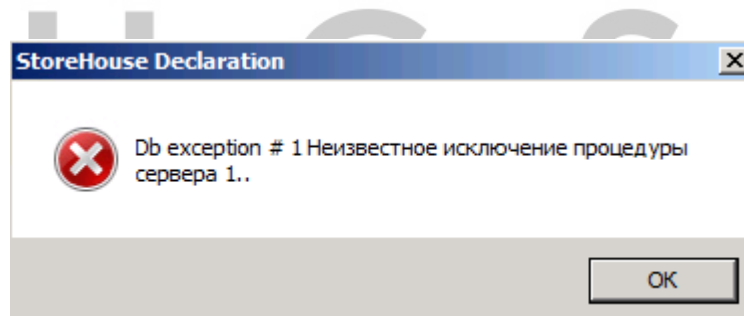 StoreHouse Declaration
Db exception # 1 Неизвестное исключение процедуры
сервера 1..
OK